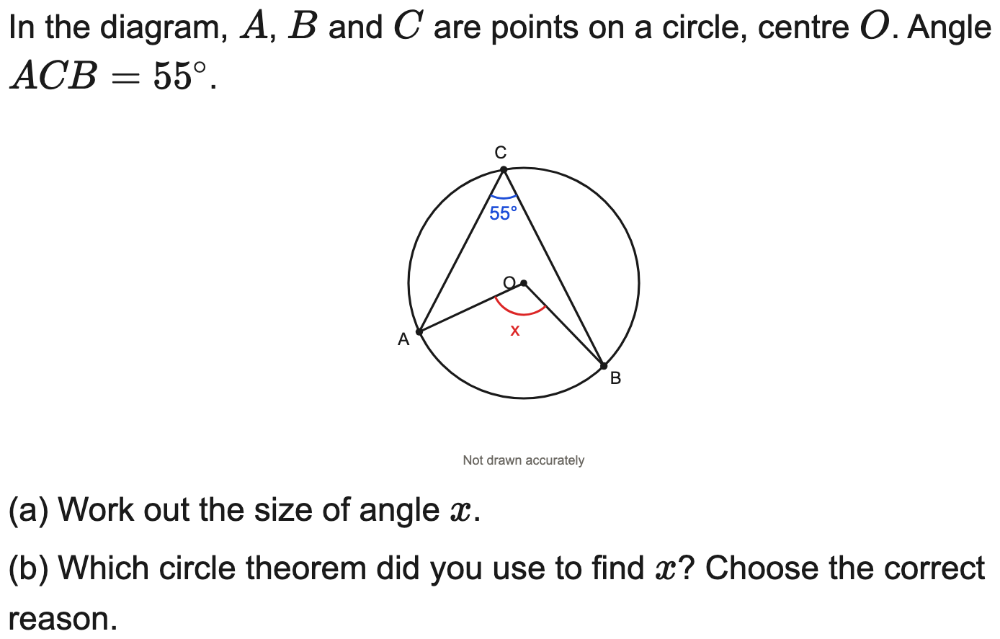 In the diagram, A, B and C are points on a circle, centre O. Angle
ACB = 55°.
C
55°
O
x
A
B
Not drawn accurately
(a) Work out the size of angle x.
(b) Which circle theorem did you use to find x? Choose the correct
reason.